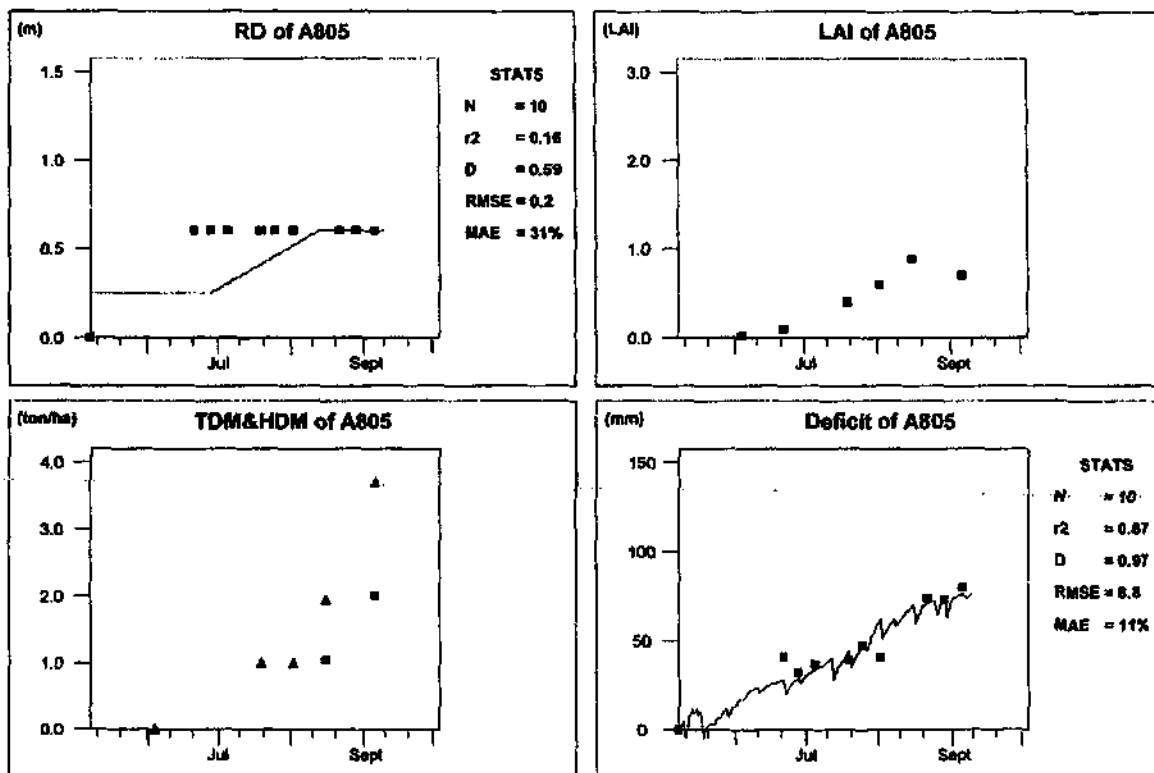 (m) RD of A805
1.5
1.0
0.5
0.0
Jul Sept
STATS
N = 10
r2 = 0.16
D = 0.59
RMSE = 0.2
MAE = 31%
(LAI) LAI of A805
3.0
2.0
1.0
0.0
Jul Sept
(ton/ha) TDM&HDM of A805
4.0
3.0
2.0
1.0
0.0
Jul Sept
(mm) Deficit of A805
150
100
50
0
Jul Sept
STATS
N = 10
r2 = 0.87
D = 0.97
RMSE = 8.8
MAE = 11%